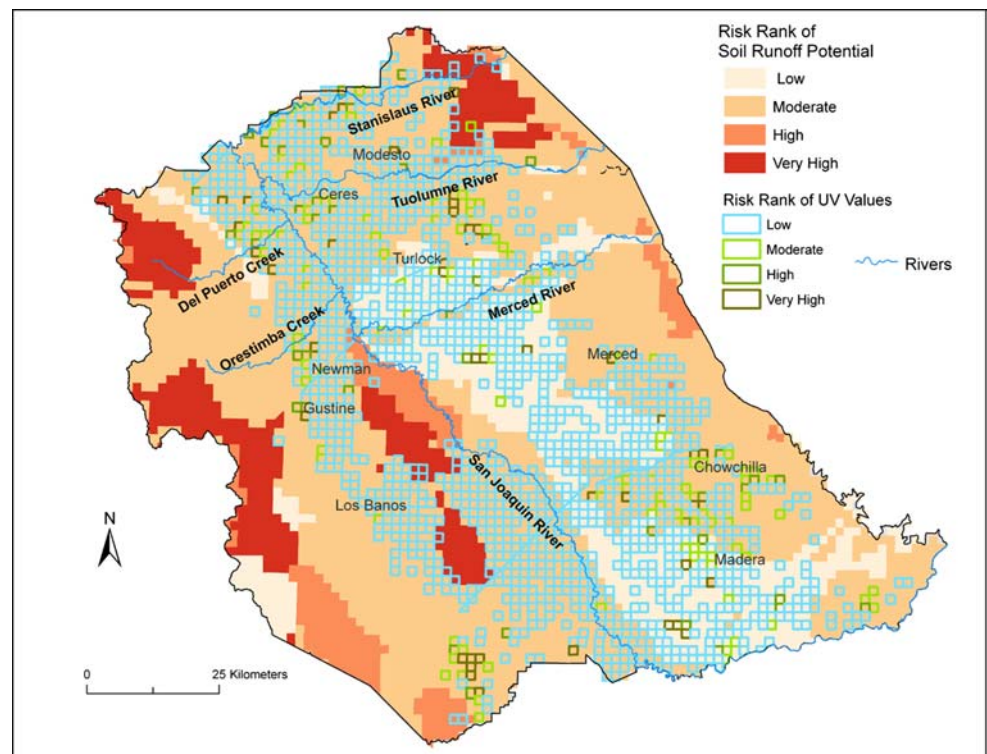 Risk Rank of
Soil Runoff Potential
Low
Moderate
High
Very High
Risk Rank of UV Values
Low
Moderate
High
Very High
Rivers
Stanislaus River
Modesto
Ceres
Tuolumne River
Turlock
Del Puerto Creek
Merced River
Orestimba Creek
Merced
Newman
Gustine
San Joaquin River
Chowchilla
Los Banos
Madera
N
0
25 Kilometers